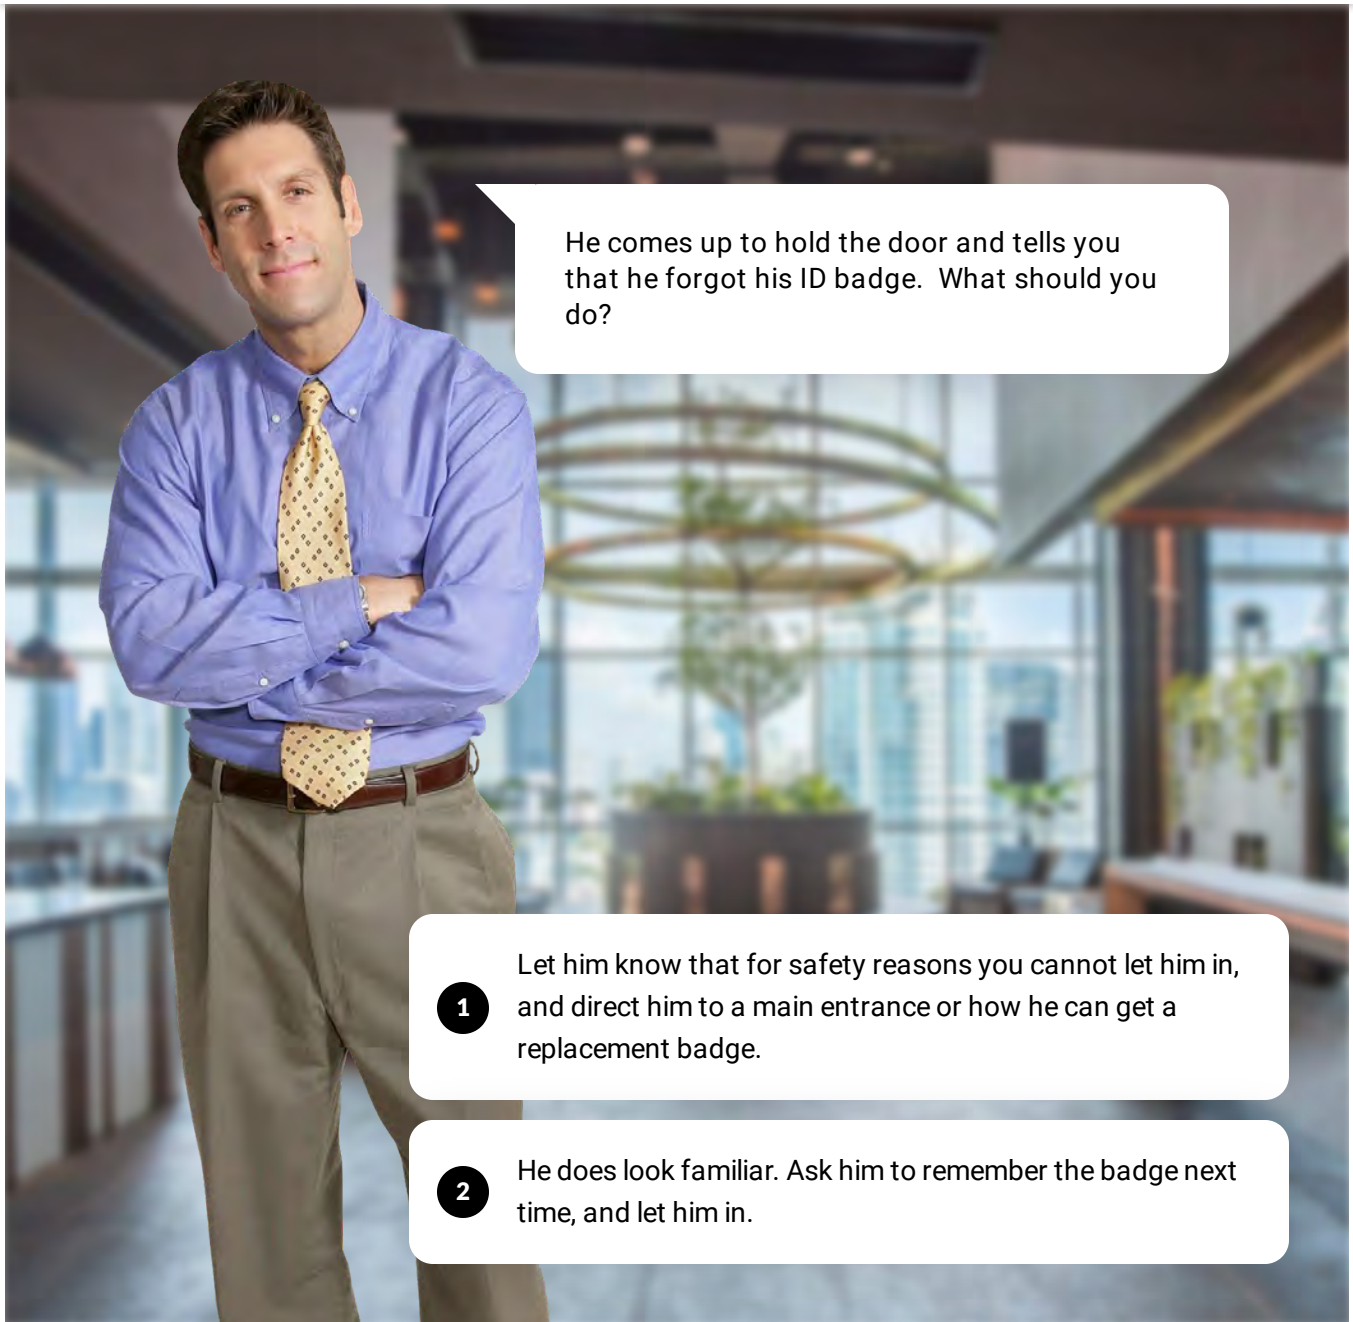 He comes up to hold the door and tells you
that he forgot his ID badge.  What should you
do?
1
Let him know that for safety reasons you cannot let him in,
and direct him to a main entrance or how he can get a
replacement badge.
2
He does look familiar. Ask him to remember the badge next
time, and let him in.